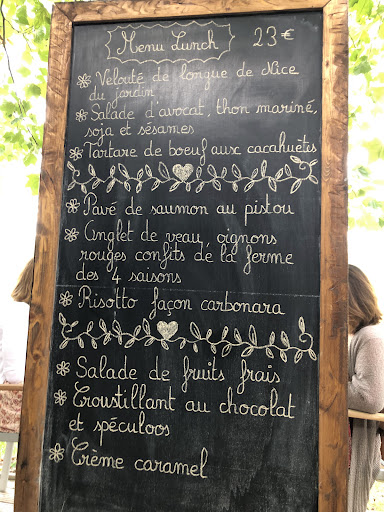 Menu Lunch 23€
Velouté de longue de Nice
du jardin
Salade d'avocat, thon mariné,
soja et sésames
Tartare de boeuf aux cacahuètes
Pavé de saumon au pistou
Onglet de veau, oignons
rouges confits de la ferme
des 4 saisons
Risotto façon carbonara
Salade de fruits frais
Croustillant au chocolat
et spéculoos
Crème caramel